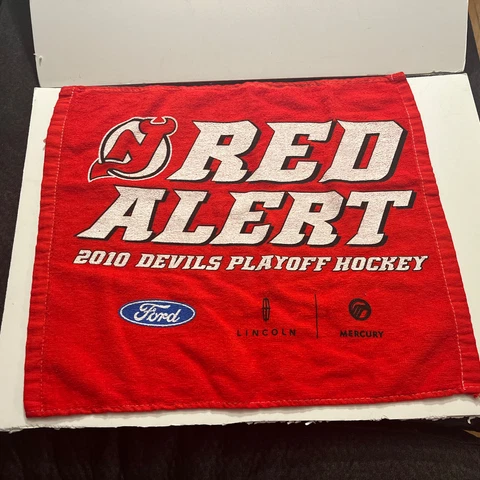 RED
ALERT
2010 DEVILS PLAYOFF HOCKEY
Ford
LINCOLN
MERCURY